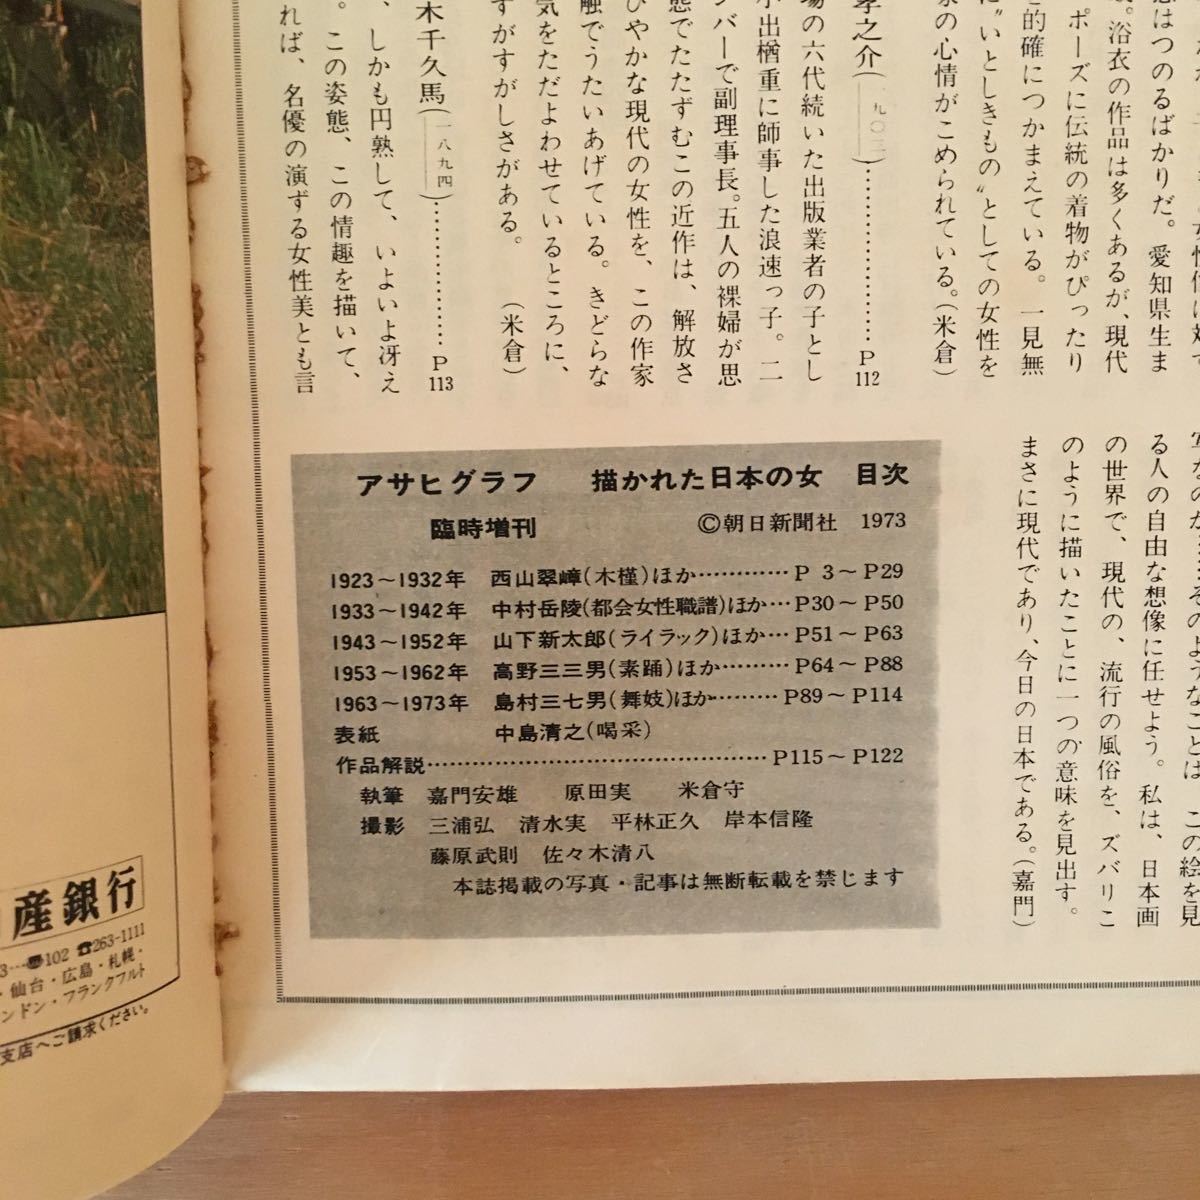 感はつのるばかりだ。愛知県生ま
浴衣の作品は多くあるが、現代
ポーズに伝統の着物がぴったり
的確につかまえている。一見無
に〝いとしきもの〟としての女性を
の心情がこめられている。(米倉)
孝之介(一九〇三)……………P112
場の六代続いた出版業者の子とし
小出楢重に師事した浪速っ子。二
ンバーで副理事長。五人の裸婦が思
態でたたずむこの近作は、解放さ
びやかな現代の女性を、この作家
触でうたいあげている。きどらな
気をただよわせているところに、
すがすがしさがある。(米倉)
木千久馬(一八九四)……………P113
、しかも円熟して、いよいよ冴え
。この姿態、この情趣を描いて、
れば、名優の演ずる女性美とも言
そのようなことは、この絵を見
る人の自由な想像に任せよう。私は、日本画
の世界で、現代の、流行の風俗を、ズバリこ
のように描いたことに一つの意味を見出す。
まさに現代であり、今日の日本である。(嘉門)
アサヒグラフ 描かれた日本の女 目次
臨時増刊 ©朝日新聞社 1973
1923～1932年 西山翠嶂(木槿)ほか…………P 3～P29
1933～1942年 中村岳陵(都会女性職譜)ほか…P30～P50
1943～1952年 山下新太郎(ライラック)ほか…P51～P63
1953～1962年 高野三三男(素踊)ほか………P64～P88
1963～1973年 島村三七男(舞妓)ほか………P89～P114
表紙 中島清之(喝采)
作品解説……………………………………P115～P122
執筆 嘉門安雄 原田実 米倉守
撮影 三浦弘 清水実 平林正久 岸本信隆
藤原武則 佐々木清八
本誌掲載の写真・記事は無断転載を禁じます
産銀行
3…☎102 ☎263-1111
・仙台・広島・札幌・
ンドン・フランクフルト
支店へご請求ください。